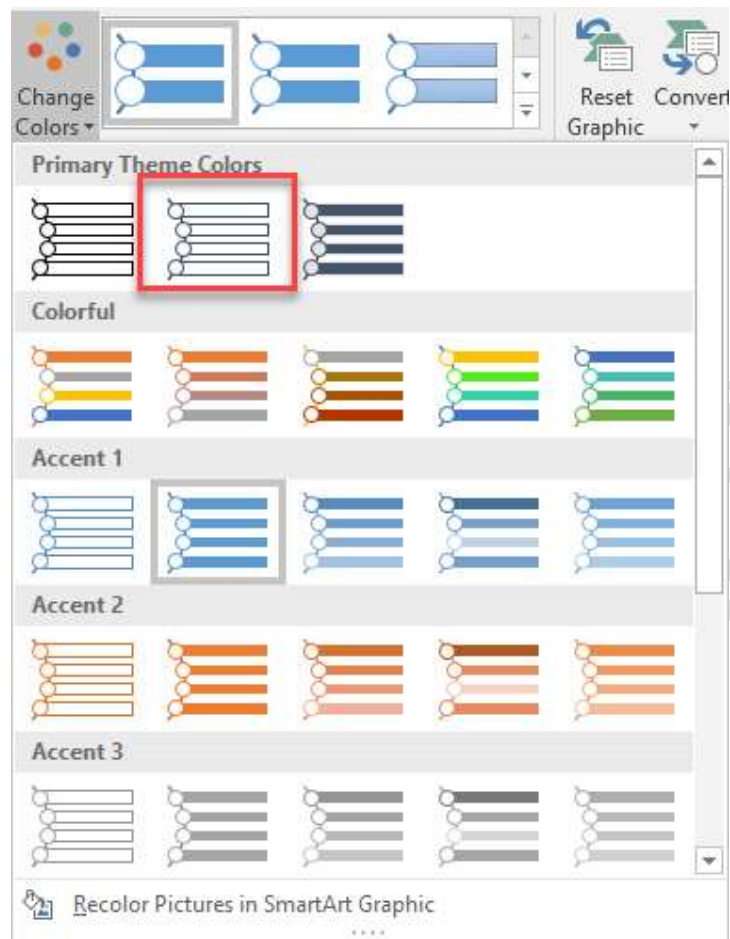 Change
Colors
Reset
Graphic
Convert
Primary Theme Colors
Colorful
Accent 1
Accent 2
Accent 3
Recolor Pictures in SmartArt Graphic